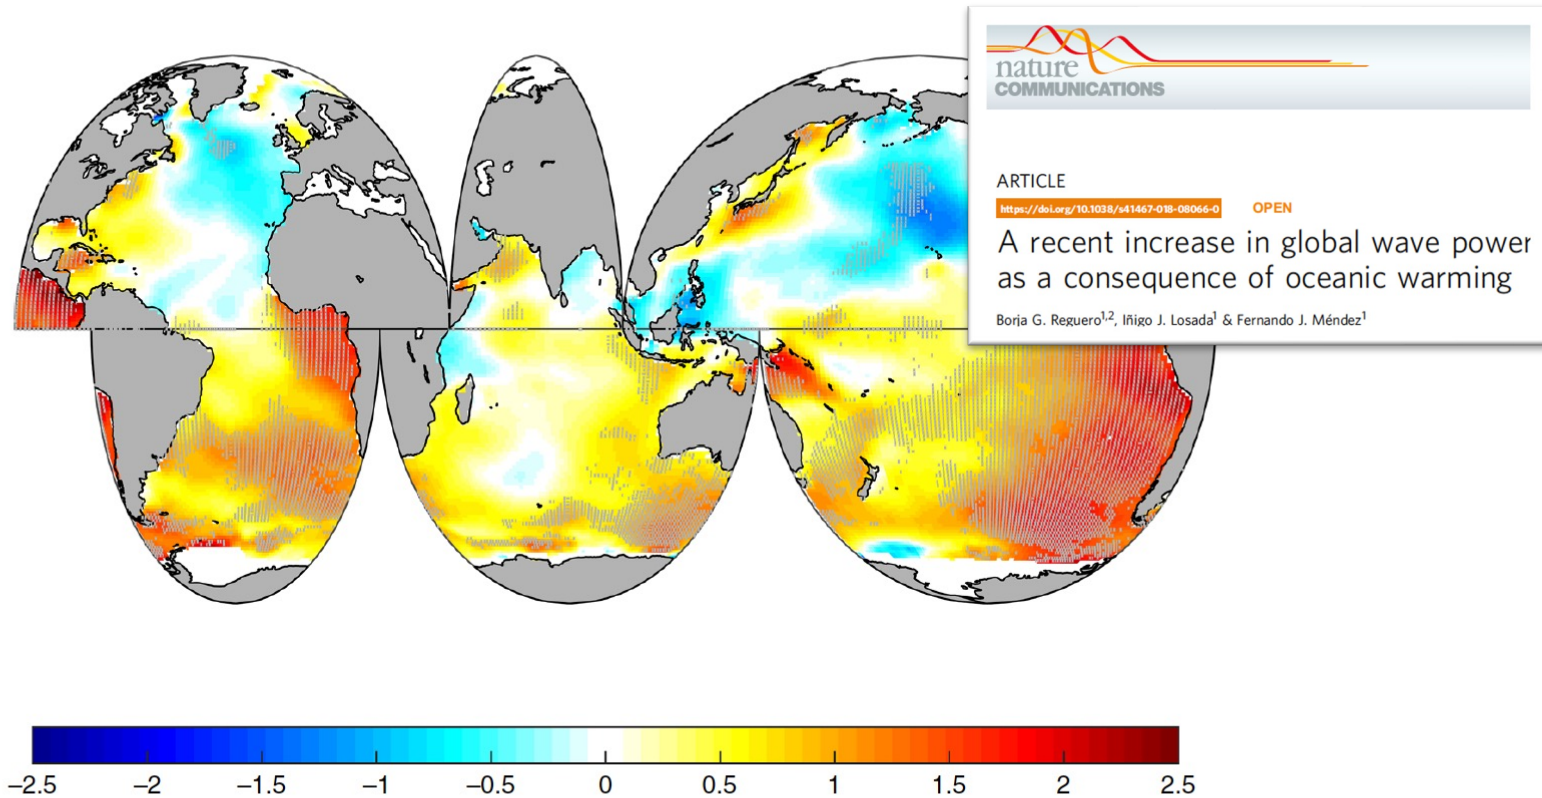 nature
COMMUNICATIONS
ARTICLE
https://doi.org/10.1038/s41467-018-08066-0 OPEN
A recent increase in global wave power
as a consequence of oceanic warming
Borja G. Reguero1,2, Iñigo J. Losada1 & Fernando J. Méndez1
−2.5 −2 −1.5 −1 −0.5 0 0.5 1 1.5 2 2.5